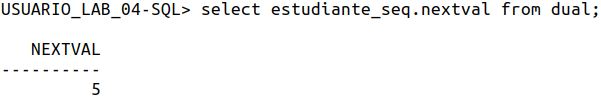 USUARIO_LAB_04-SQL> select estudiante_seq.nextval from dual;
NEXTVAL
----------
5